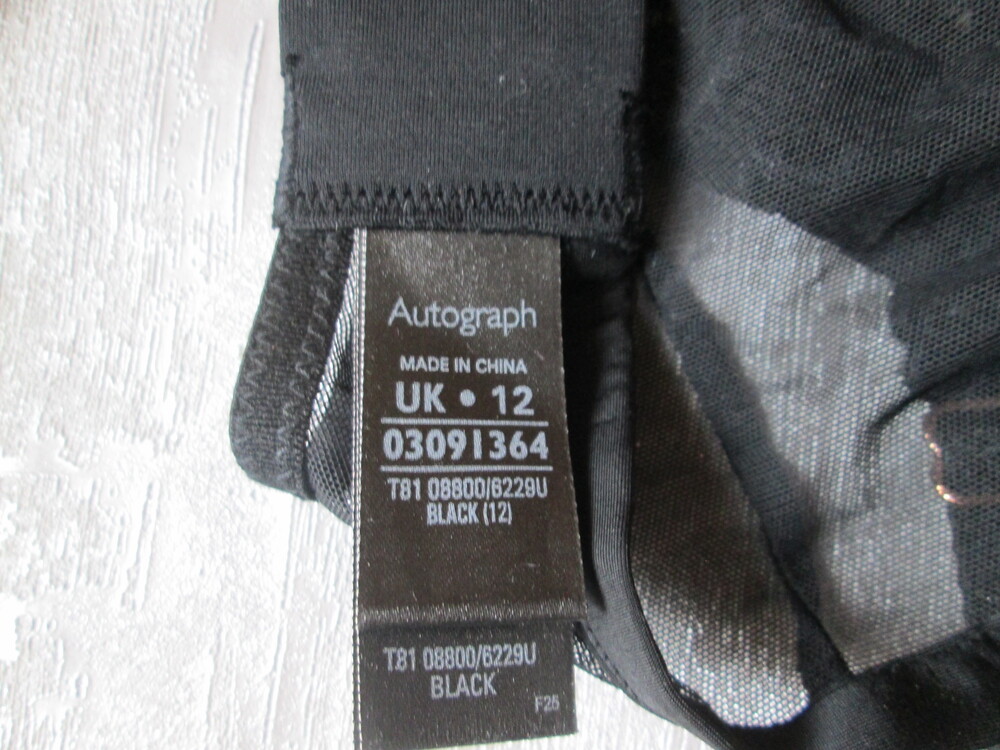 Autograph
MADE IN CHINA
UK • 12
03091364
T81 08800/6229U
BLACK (12)
T81 08800/6229U
BLACK
F25